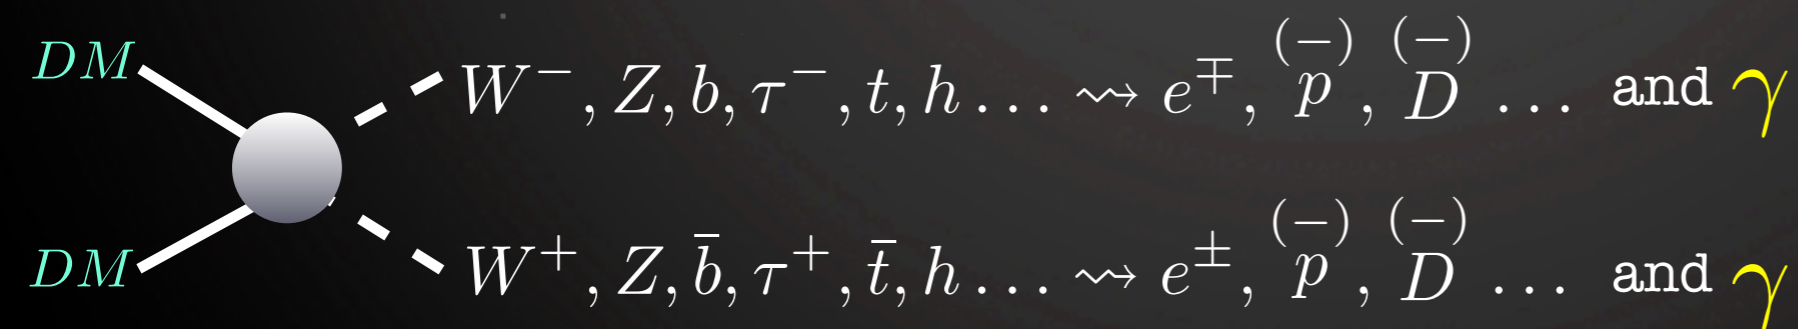 DM W⁻, Z, b, τ⁻, t, h ... ⇝ e^∓, p^(−), D^(−) ... and γ
DM W⁺, Z, b̄, τ⁺, t̄, h ... ⇝ e^±, p^(−), D^(−) ... and γ